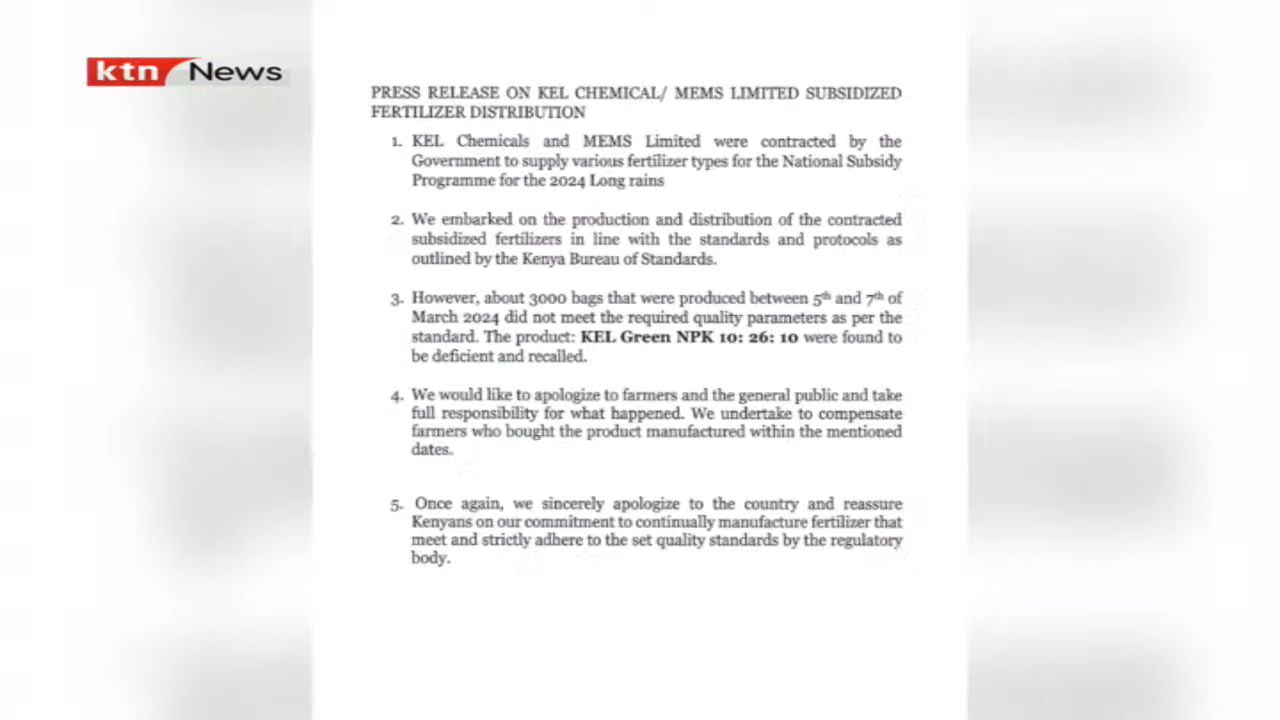 ktn News
PRESS RELEASE ON KEL CHEMICAL/ MEMS LIMITED SUBSIDIZED
FERTILIZER DISTRIBUTION
1. KEL Chemicals and MEMS Limited were contracted by the
Government to supply various fertilizer types for the National Subsidy
Programme for the 2024 Long rains
2. We embarked on the production and distribution of the contracted
subsidized fertilizers in line with the standards and protocols as
outlined by the Kenya Bureau of Standards.
3. However, about 3000 bags that were produced between 5th and 7th of
March 2024 did not meet the required quality parameters as per the
standard. The product: KEL Green NPK 10: 26: 10 were found to
be deficient and recalled.
4. We would like to apologize to farmers and the general public and take
full responsibility for what happened. We undertake to compensate
farmers who bought the product manufactured within the mentioned
dates.
5. Once again, we sincerely apologize to the country and reassure
Kenyans on our commitment to continually manufacture fertilizer that
meet and strictly adhere to the set quality standards by the regulatory
body.